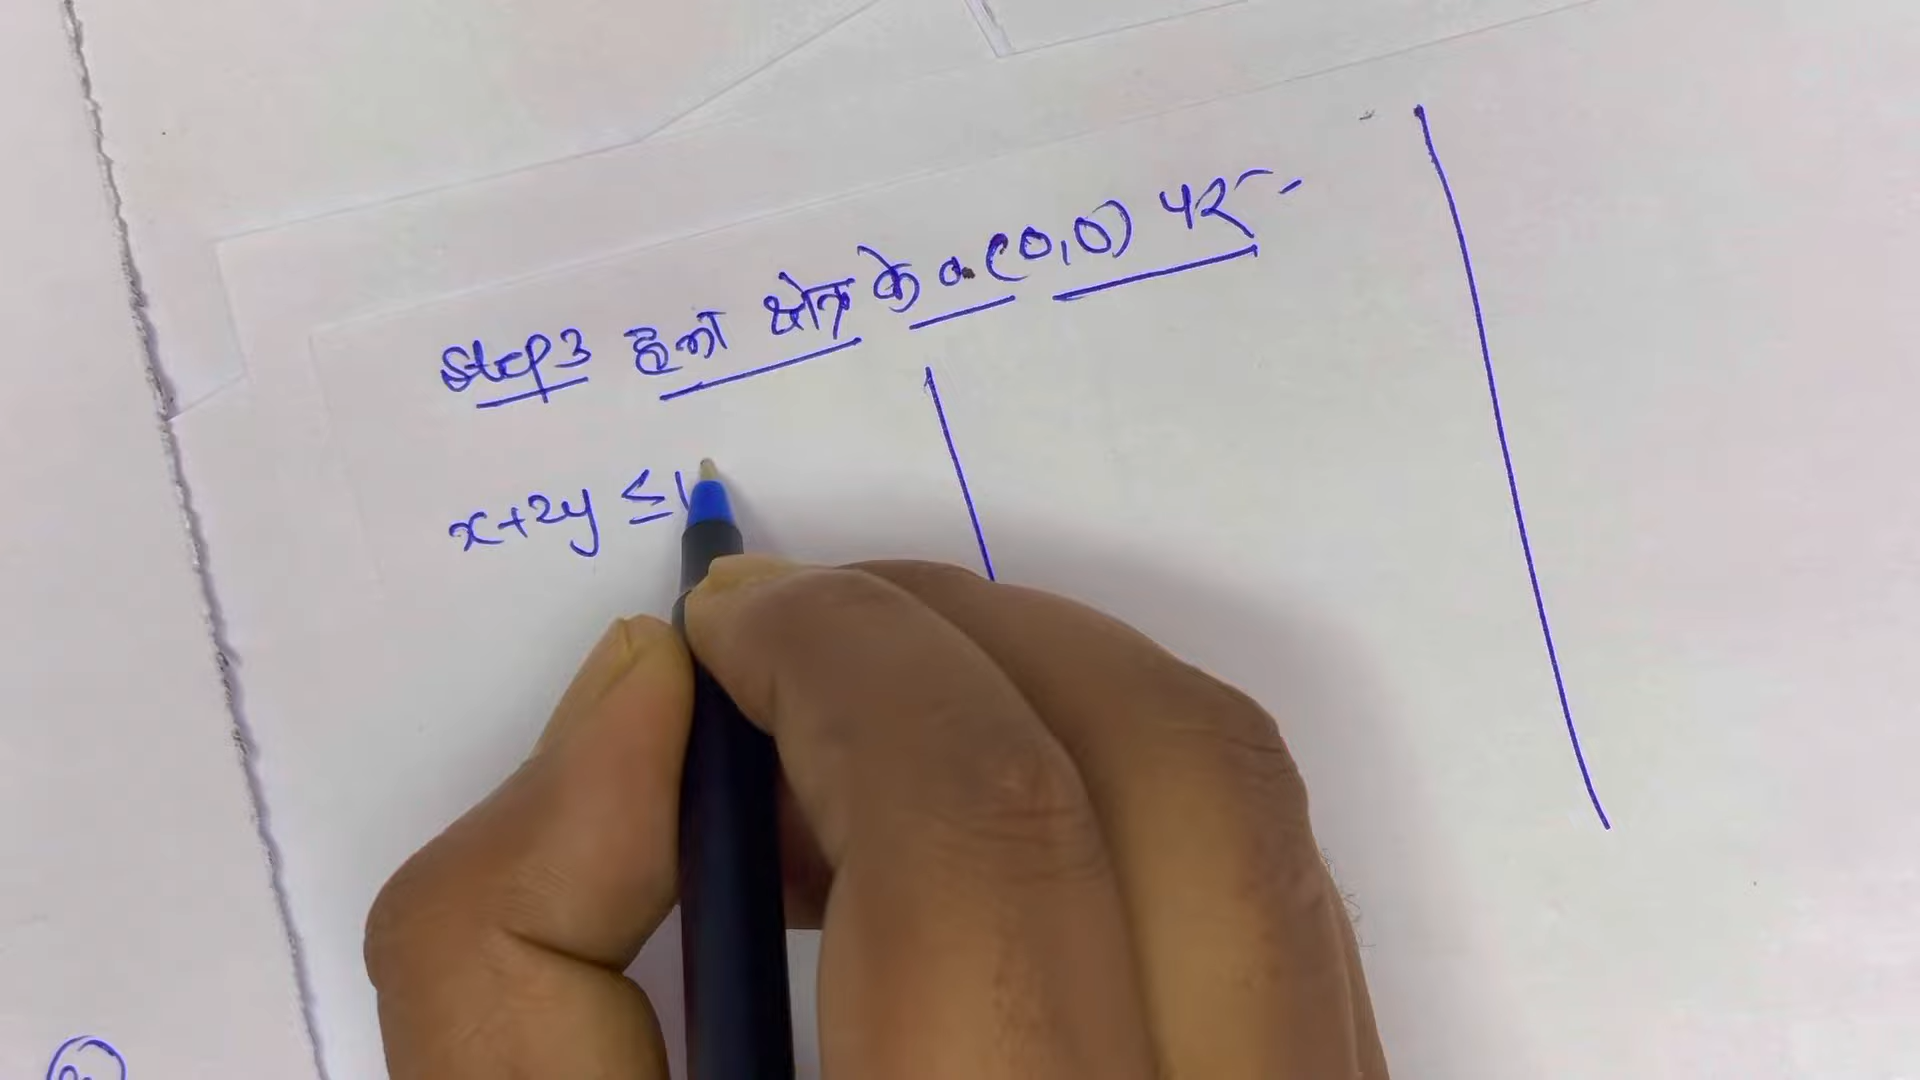 Step 3 हल क्षेत्र के o (0,0) पर -
x+2y ≤ 1